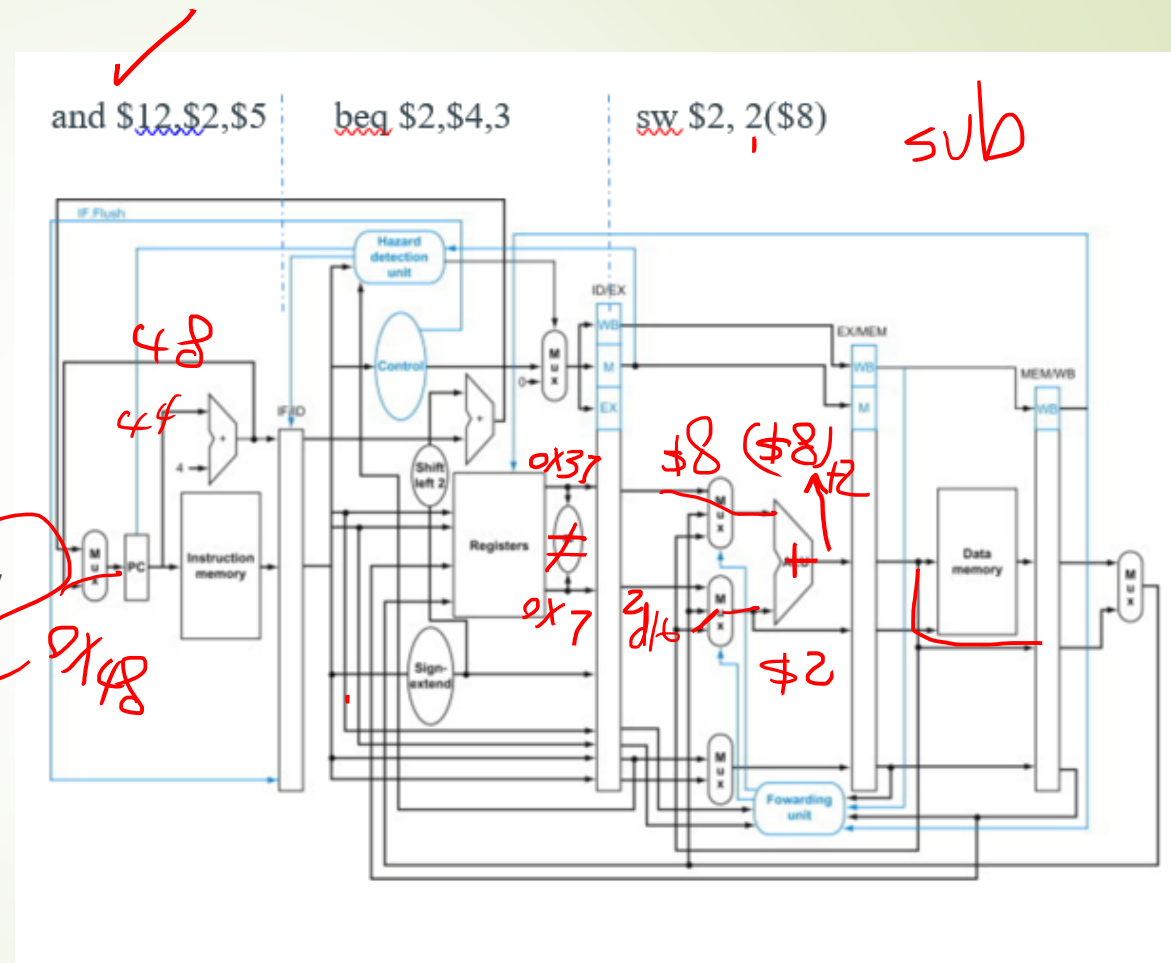 and $12,$2,$5
beq $2,$4,3
sw $2, 2($8)
sub
IF.Flush
Hazard
detection
unit
ID/EX
WB
EX/MEM
48
Control
M
u
x
0
M
WB
MEM/WB
EX
M
WB
44
IF/ID
+
+
4
Shift
left 2
0x37
$8
($8)
+2
M
u
x
Registers
≠
+
Data
memory
M
u
x
PC
Instruction
memory
M
u
x
0x7
2
M
u
x
0x48
Sign-
extend
$2
M
u
x
Fowarding
unit